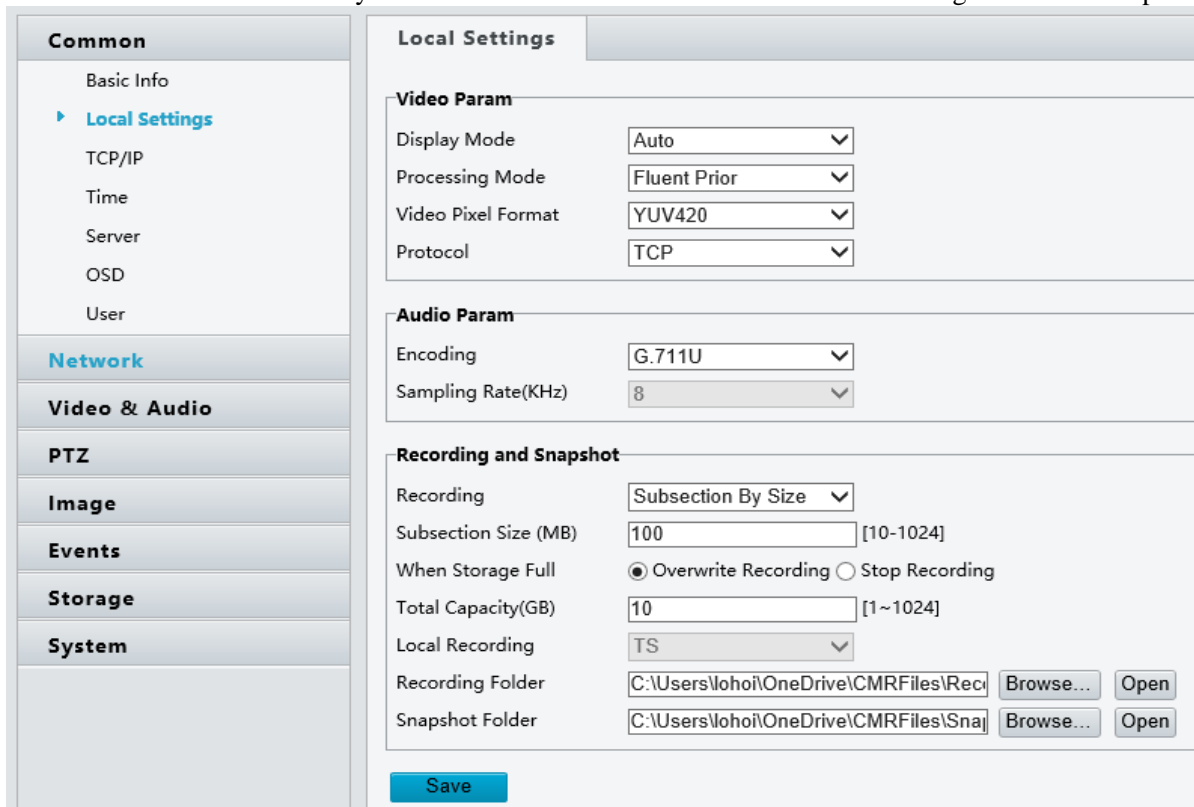 Common
Basic Info
Local Settings
TCP/IP
Time
Server
OSD
User
Network
Video & Audio
PTZ
Image
Events
Storage
System
Local Settings
Video Param
Display Mode Auto
Processing Mode Fluent Prior
Video Pixel Format YUV420
Protocol TCP
Audio Param
Encoding G.711U
Sampling Rate(KHz) 8
Recording and Snapshot
Recording Subsection By Size
Subsection Size (MB) 100 [10-1024]
When Storage Full Overwrite Recording Stop Recording
Total Capacity(GB) 10 [1~1024]
Local Recording TS
Recording Folder C:\Users\lohoi\OneDrive\CMRFiles\Reco Browse... Open
Snapshot Folder C:\Users\lohoi\OneDrive\CMRFiles\Snap Browse... Open
Save